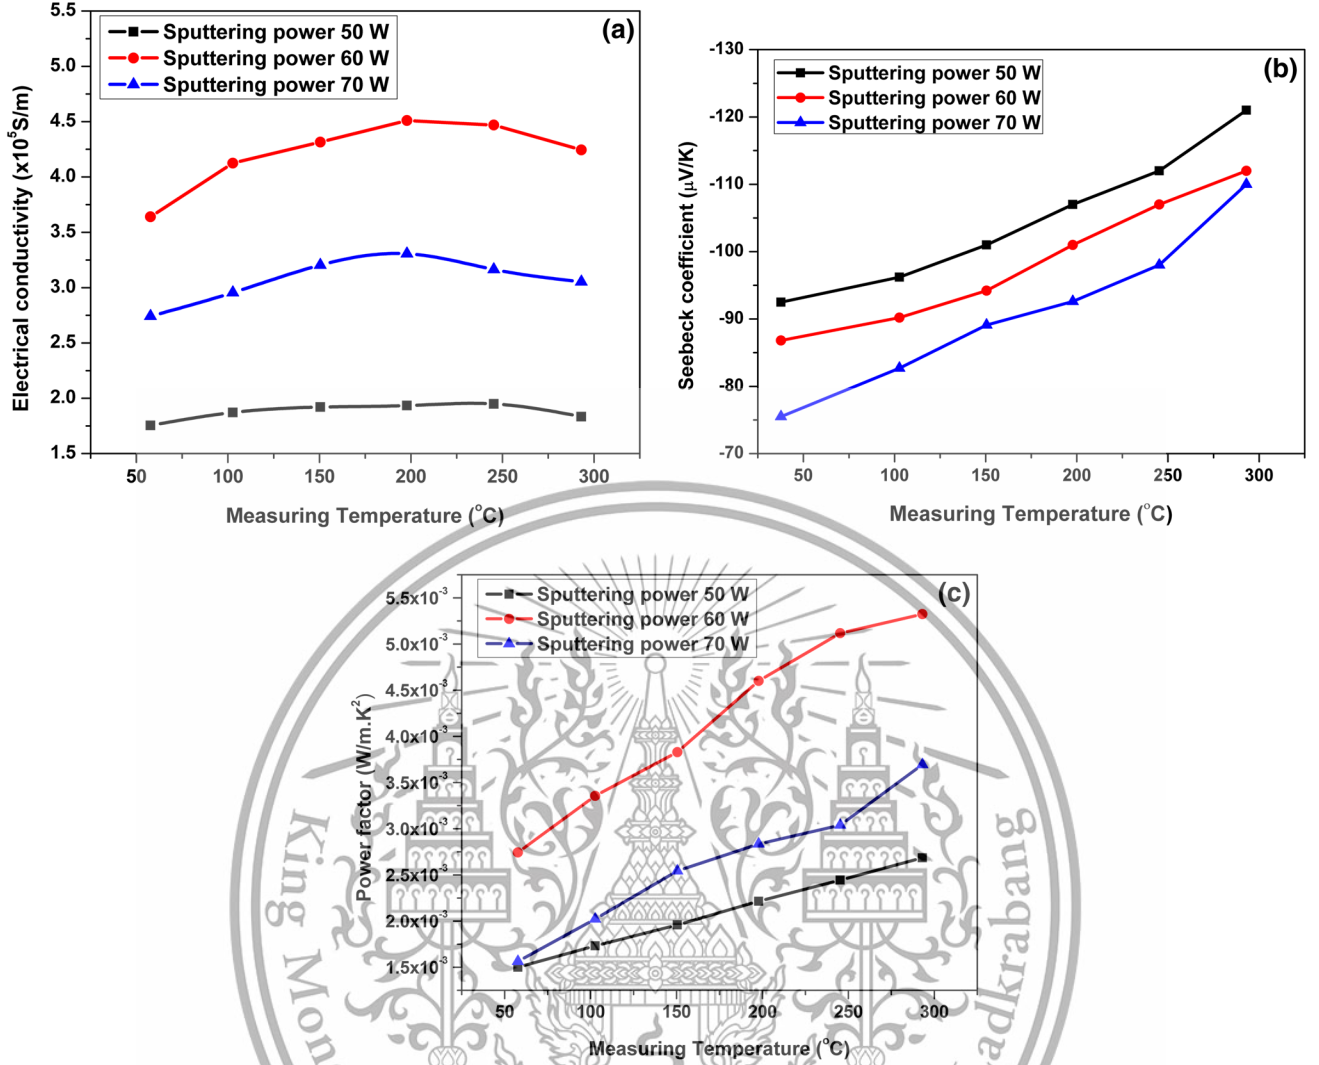 (a)
Sputtering power 50 W
Sputtering power 60 W
Sputtering power 70 W
Electrical conductivity (x10⁵S/m)
5.5
5.0
4.5
4.0
3.5
3.0
2.5
2.0
1.5
50 100 150 200 250 300
Measuring Temperature (°C)
(b)
Sputtering power 50 W
Sputtering power 60 W
Sputtering power 70 W
Seebeck coefficient (μV/K)
-130
-120
-110
-100
-90
-80
-70
50 100 150 200 250 300
Measuring Temperature (°C)
(c)
Sputtering power 50 W
Sputtering power 60 W
Sputtering power 70 W
Power factor (W/m.K²)
5.5x10⁻³
5.0x10⁻³
4.5x10⁻³
4.0x10⁻³
3.5x10⁻³
3.0x10⁻³
2.5x10⁻³
2.0x10⁻³
1.5x10⁻³
50 100 150 200 250 300
Measuring Temperature (°C)
King Mon
adkrabang